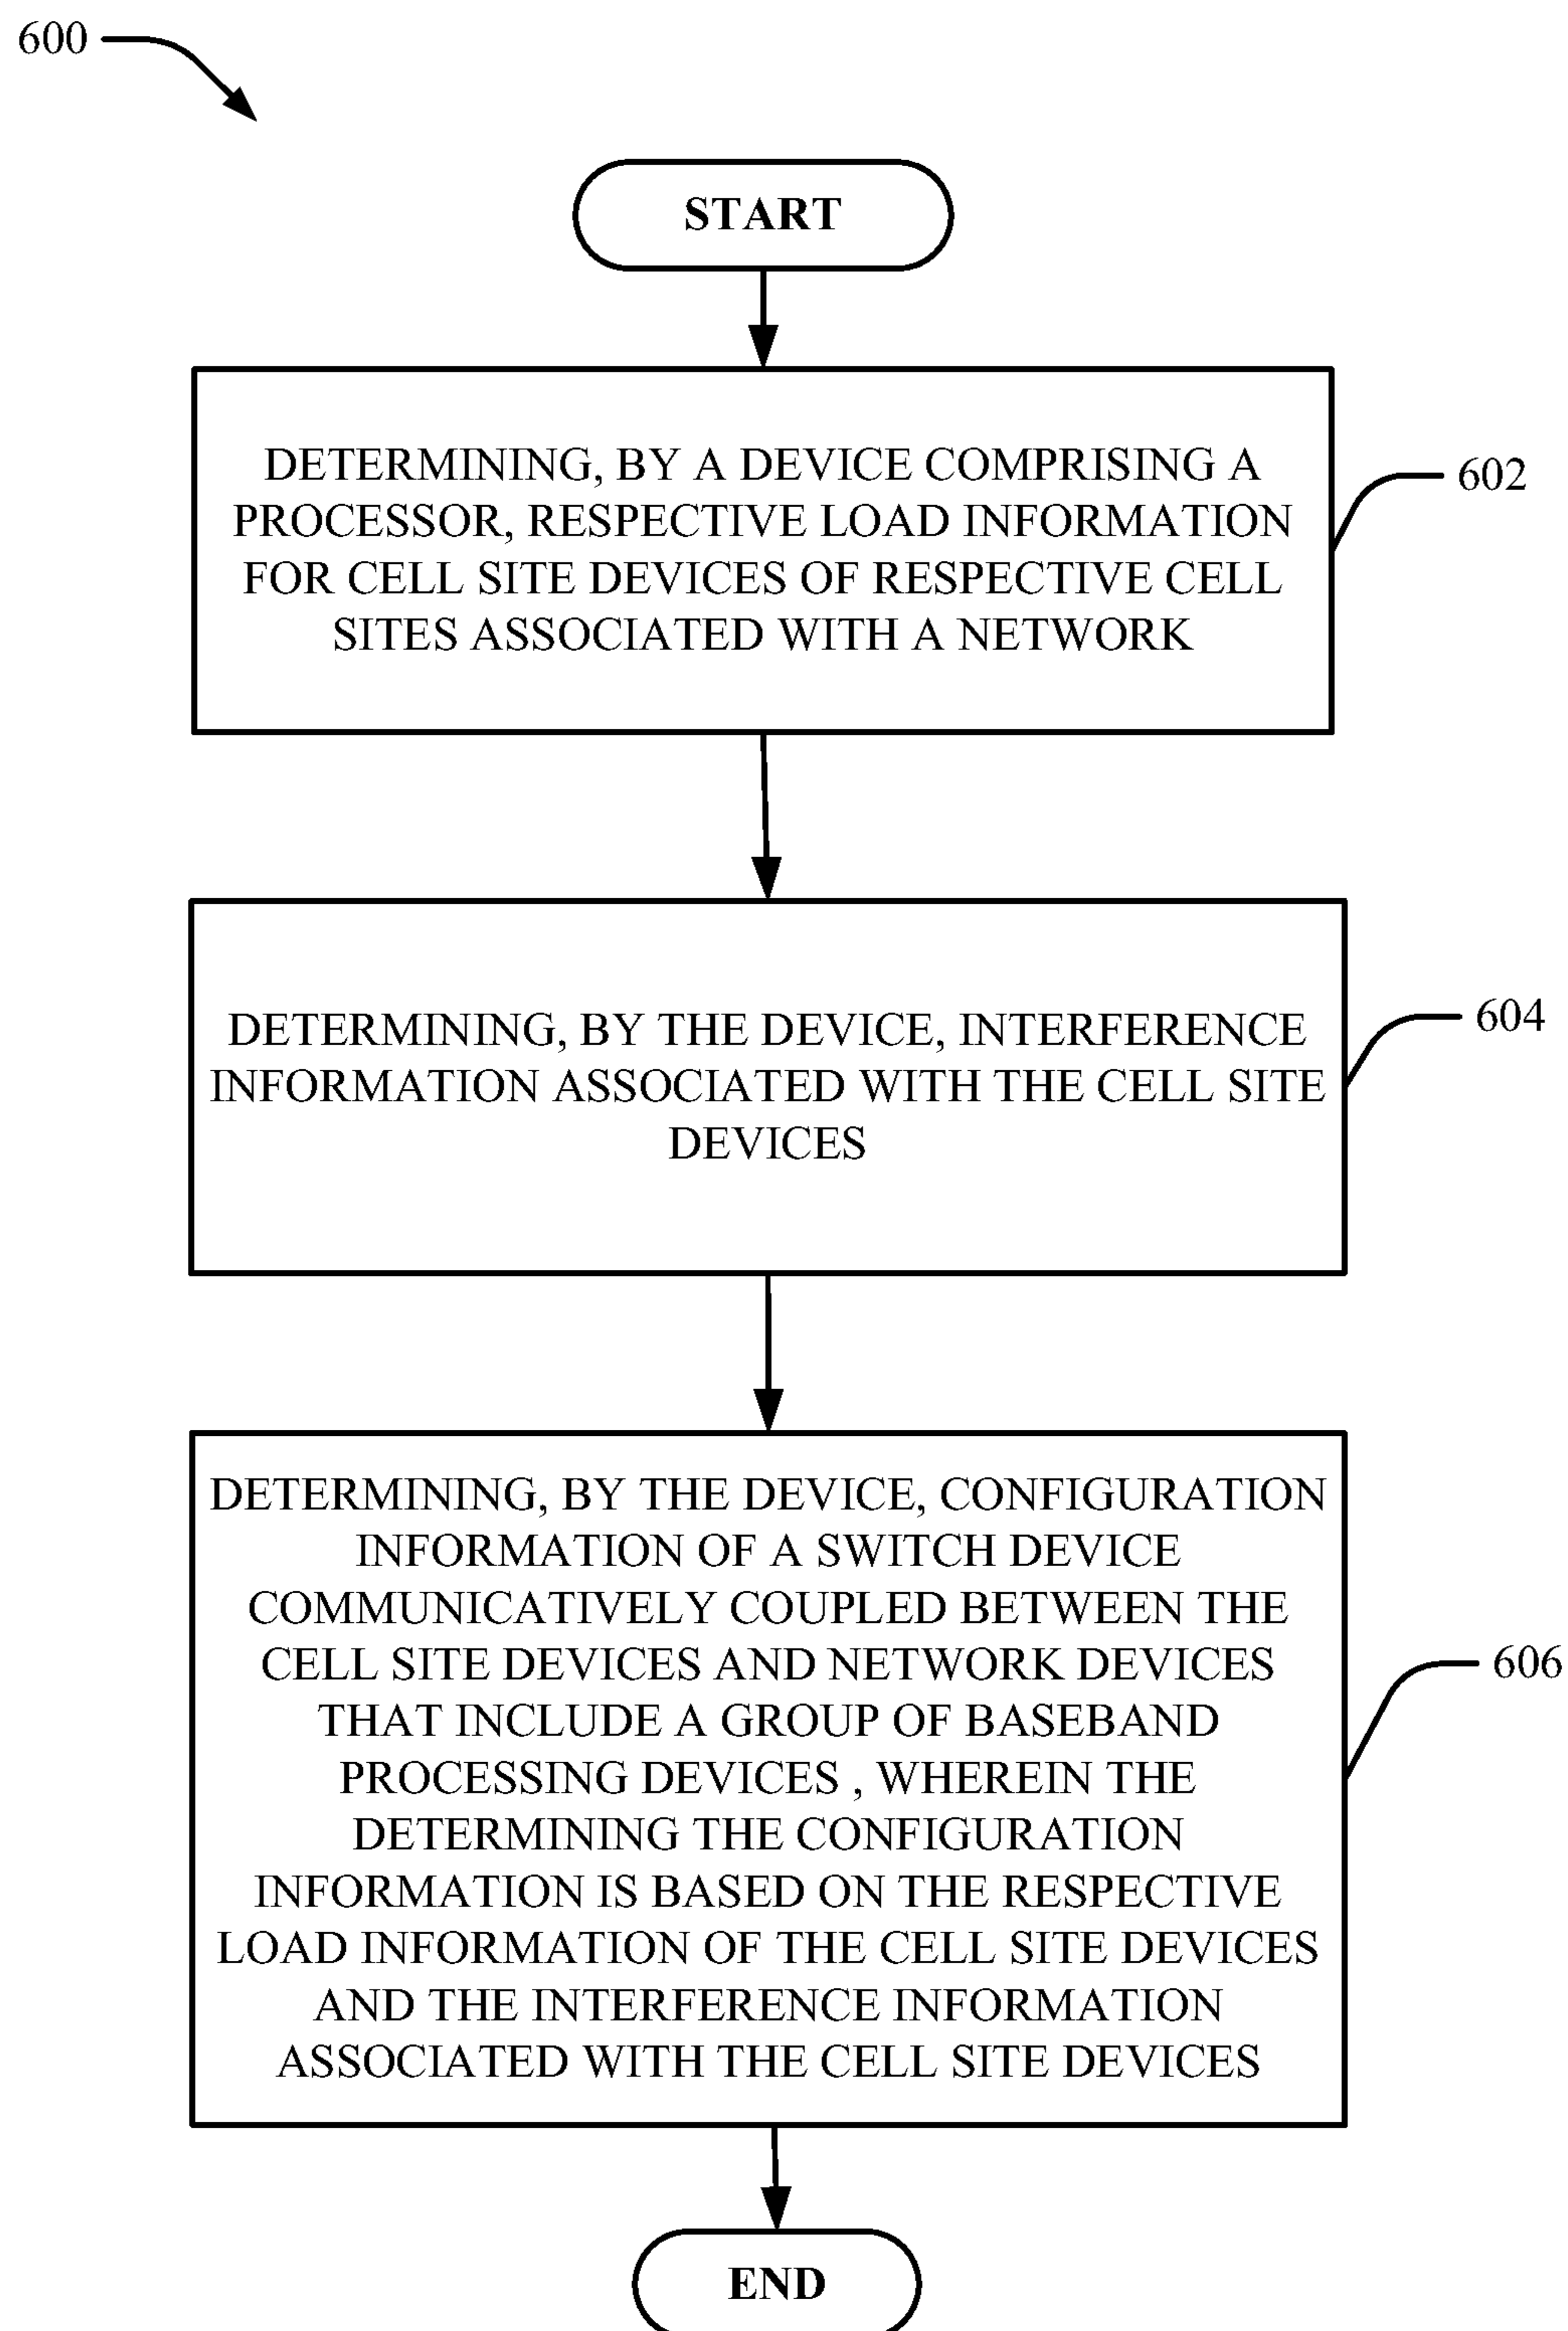 600
START
DETERMINING, BY A DEVICE COMPRISING A
PROCESSOR, RESPECTIVE LOAD INFORMATION
FOR CELL SITE DEVICES OF RESPECTIVE CELL
SITES ASSOCIATED WITH A NETWORK
602
DETERMINING, BY THE DEVICE, INTERFERENCE
INFORMATION ASSOCIATED WITH THE CELL SITE
DEVICES
604
DETERMINING, BY THE DEVICE, CONFIGURATION
INFORMATION OF A SWITCH DEVICE
COMMUNICATIVELY COUPLED BETWEEN THE
CELL SITE DEVICES AND NETWORK DEVICES
THAT INCLUDE A GROUP OF BASEBAND
PROCESSING DEVICES , WHEREIN THE
DETERMINING THE CONFIGURATION
INFORMATION IS BASED ON THE RESPECTIVE
LOAD INFORMATION OF THE CELL SITE DEVICES
AND THE INTERFERENCE INFORMATION
ASSOCIATED WITH THE CELL SITE DEVICES
606
END